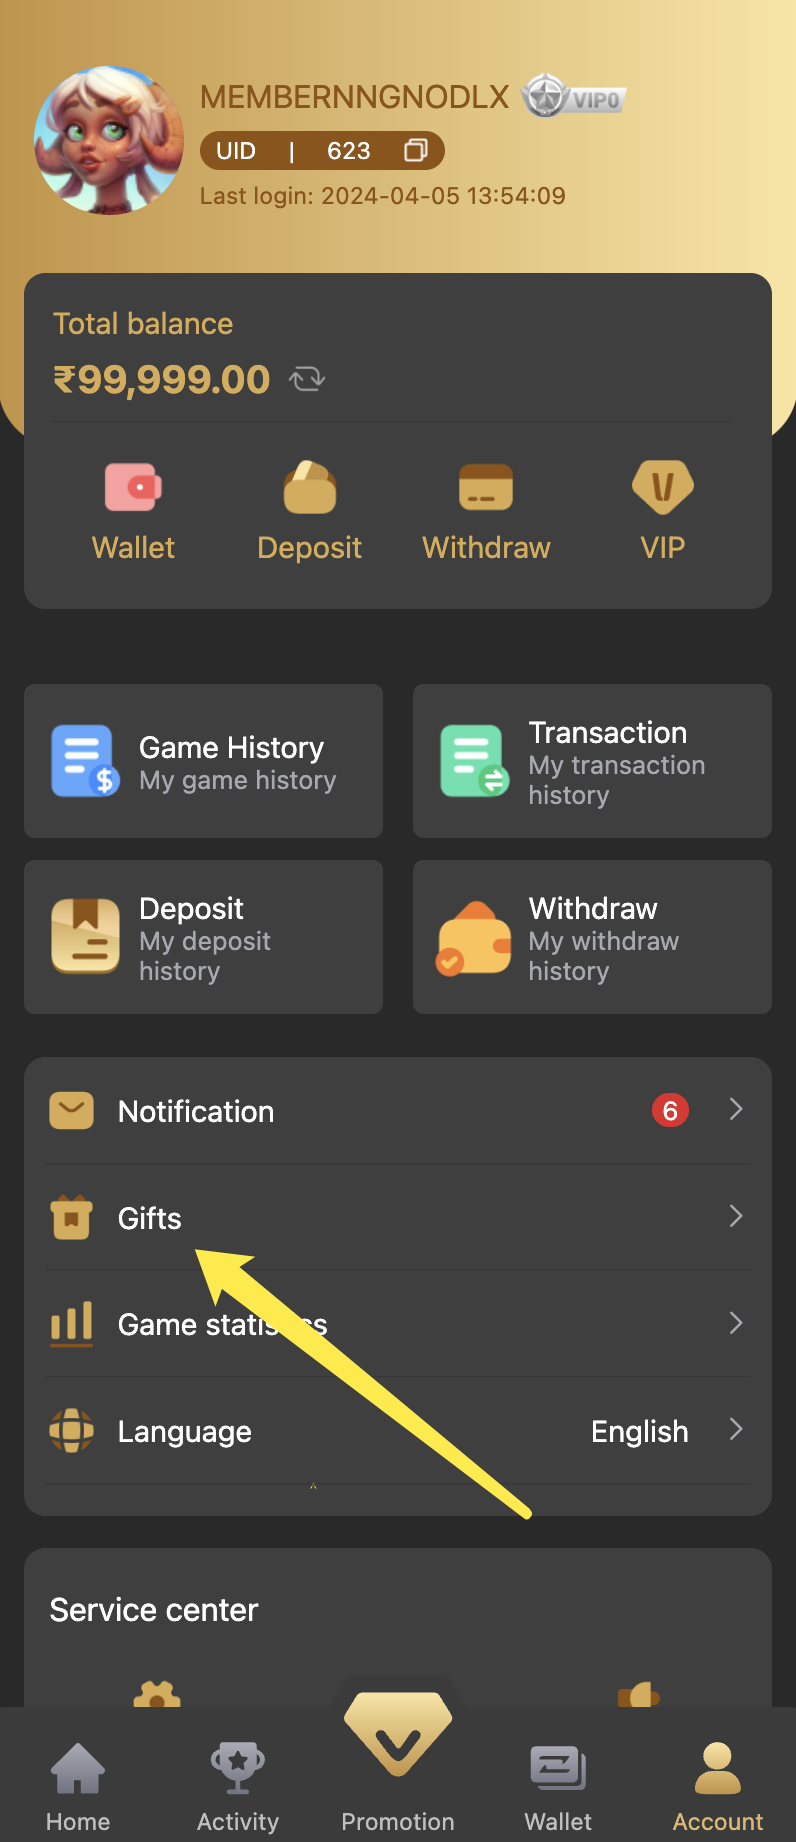 MEMBERNNGNODLX VIP0
UID | 623
Last login: 2024-04-05 13:54:09
Total balance
₹99,999.00
Wallet Deposit Withdraw VIP
Game History
My game history
Transaction
My transaction
history
Deposit
My deposit
history
Withdraw
My withdraw
history
Notification 6
Gifts
Game statistics
Language English
Service center
Home Activity Promotion Wallet Account